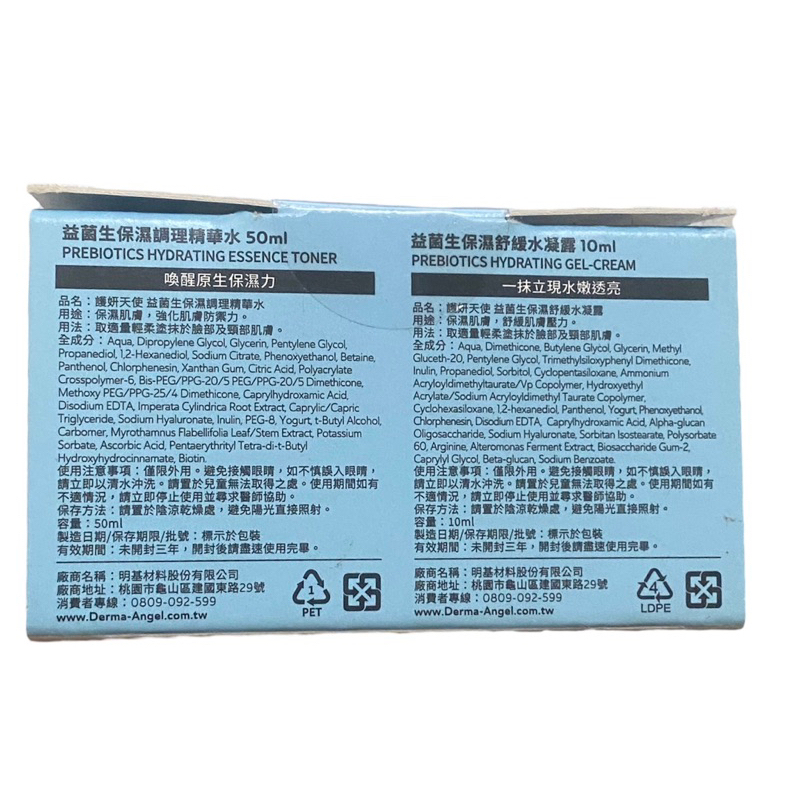 益菌生保濕調理精華水 50ml
PREBIOTICS HYDRATING ESSENCE TONER
喚醒原生保濕力
品名：護妍天使 益菌生保濕調理精華水
用途：保濕肌膚，強化肌膚防禦力。
用法：取適量輕柔塗抹於臉部及頸部肌膚。
全成分：Aqua, Dipropylene Glycol, Glycerin, Pentylene Glycol,
Propanediol, 1,2-Hexanediol, Sodium Citrate, Phenoxyethanol, Betaine,
Panthenol, Chlorphenesin, Xanthan Gum, Citric Acid, Polyacrylate
Crosspolymer-6, Bis-PEG/PPG-20/5 PEG/PPG-20/5 Dimethicone,
Methoxy PEG/PPG-25/4 Dimethicone, Caprylhydroxamic Acid,
Disodium EDTA, Imperata Cylindrica Root Extract, Caprylic/Capric
Triglyceride, Sodium Hyaluronate, Inulin, PEG-8, Yogurt, t-Butyl Alcohol,
Carbomer, Myrothamnus Flabellifolia Leaf/Stem Extract, Potassium
Sorbate, Ascorbic Acid, Pentaerythrityl Tetra-di-t-Butyl
Hydroxyhydrocinnamate, Biotin.
使用注意事項：僅限外用。避免接觸眼睛，如不慎誤入眼睛，
請立即以清水沖洗。請置於兒童無法取得之處。使用期間如有
不適情況，請立即停止使用並尋求醫師協助。
保存方法：請置於陰涼乾燥處，避免陽光直接照射。
容量：50ml
製造日期/保存期限/批號：標示於包裝
有效期間：未開封三年，開封後請盡速使用完畢。
廠商名稱：明基材料股份有限公司
廠商地址：桃園市龜山區建國東路29號
消費者專線：0809-092-599
www.Derma-Angel.com.tw
1
PET
益菌生保濕舒緩水凝露 10ml
PREBIOTICS HYDRATING GEL-CREAM
一抹立現水嫩透亮
品名：護妍天使 益菌生保濕舒緩水凝露
用途：保濕肌膚，舒緩肌膚壓力。
用法：取適量輕柔塗抹於臉部及頸部肌膚。
全成分：Aqua, Dimethicone, Butylene Glycol, Glycerin, Methyl
Gluceth-20, Pentylene Glycol, Trimethylsiloxyphenyl Dimethicone,
Inulin, Propanediol, Sorbitol, Cyclopentasiloxane, Ammonium
Acryloyldimethyltaurate/Vp Copolymer, Hydroxyethyl
Acrylate/Sodium Acryloyldimethyl Taurate Copolymer,
Cyclohexasiloxane, 1,2-hexanediol, Panthenol, Yogurt, Phenoxyethanol,
Chlorphenesin, Disodium EDTA, Caprylhydroxamic Acid, Alpha-glucan
Oligosaccharide, Sodium Hyaluronate, Sorbitan Isostearate, Polysorbate
60, Arginine, Alteromonas Ferment Extract, Biosaccharide Gum-2,
Caprylyl Glycol, Beta-glucan, Sodium Benzoate.
使用注意事項：僅限外用。避免接觸眼睛，如不慎誤入眼睛，
請立即以清水沖洗。請置於兒童無法取得之處。使用期間如有
不適情況，請立即停止使用並尋求醫師協助。
保存方法：請置於陰涼乾燥處，避免陽光直接照射。
容量：10ml
製造日期/保存期限/批號：標示於包裝
有效期間：未開封三年，開封後請盡速使用完畢。
廠商名稱：明基材料股份有限公司
廠商地址：桃園市龜山區建國東路29號
消費者專線：0809-092-599
www.Derma-Angel.com.tw
4
LDPE